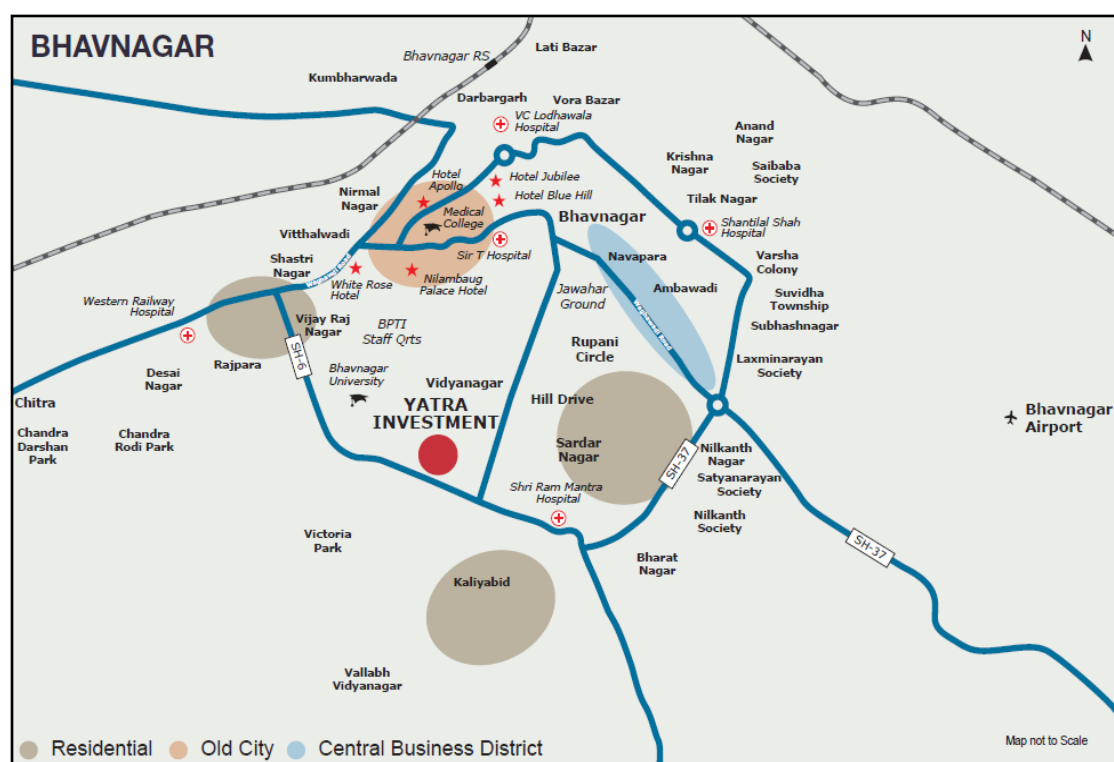 BHAVNAGAR
N
Lati Bazar
Bhavnagar RS
Kumbharwada
Darbargarh
Vora Bazar
VC Lodhawala
Hospital
Anand
Nagar
Krishna
Nagar
Saibaba
Society
Hotel
Apollo
Hotel Jubilee
Nirmal
Nagar
Hotel Blue Hill
Tilak Nagar
Medical
College
Bhavnagar
Shantilal Shah
Hospital
Vitthalwadi
Sir T Hospital
Navapara
Varsha
Colony
Shastri
Nagar
Waghawadi Road
White Rose
Hotel
Nilambaug
Palace Hotel
Jawahar
Ground
Ambawadi
Suvidha
Township
Western Railway
Hospital
Waghawadi Road
Vijay Raj
Nagar
BPTI
Staff Qrts
Subhashnagar
Rupani
Circle
SH-6
Laxminarayan
Society
Rajpara
Desai
Nagar
Bhavnagar
University
Vidyanagar
Hill Drive
Chitra
YATRA
INVESTMENT
Bhavnagar
Airport
Chandra
Darshan
Park
Chandra
Rodi Park
Sardar
Nagar
Nilkanth
Nagar
SH-37
Satyanarayan
Society
Shri Ram Mantra
Hospital
Nilkanth
Society
Victoria
Park
SH-37
Bharat
Nagar
Kaliyabid
Vallabh
Vidyanagar
Residential
Old City
Central Business District
Map not to Scale